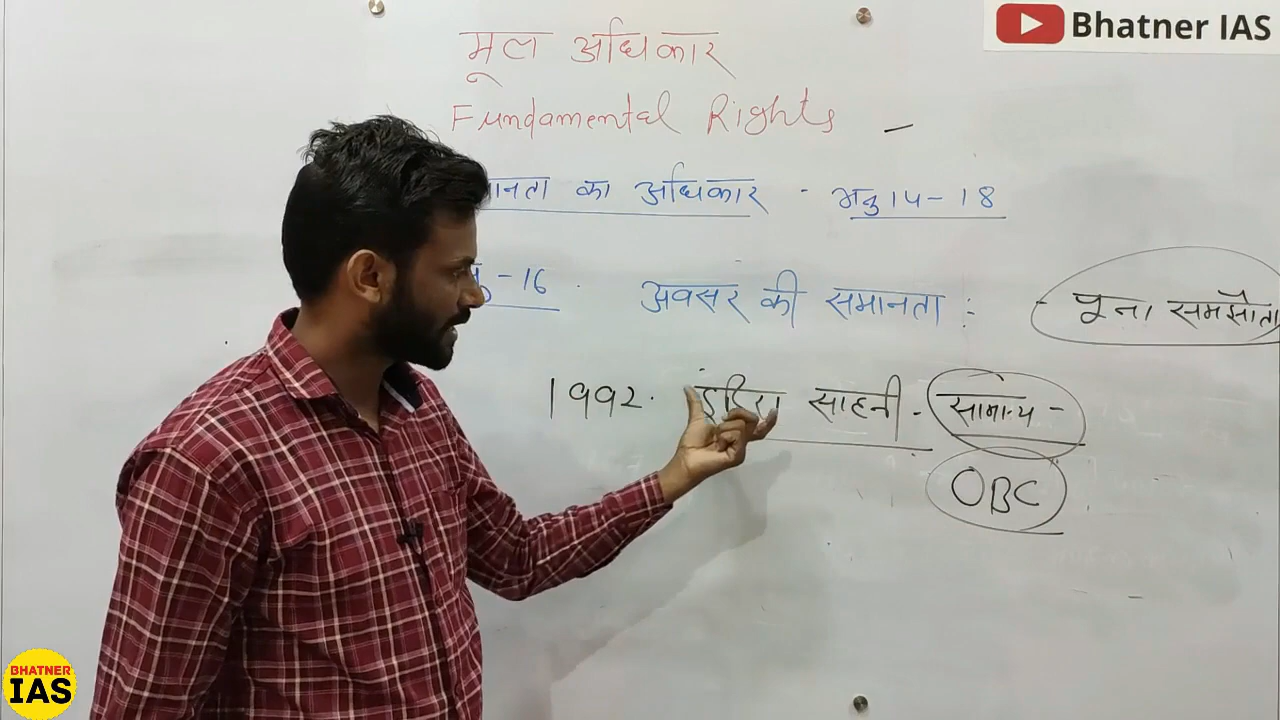 Bhatner IAS
मूल अधिकार
Fundamental Rights -
मानता का अधिकार - अनु 14-18
नु-16 अवसर की समानता :-
- पूना समझौता
1992. इंदिरा साहनी - सामान्य -
OBC
BHATNER
IAS